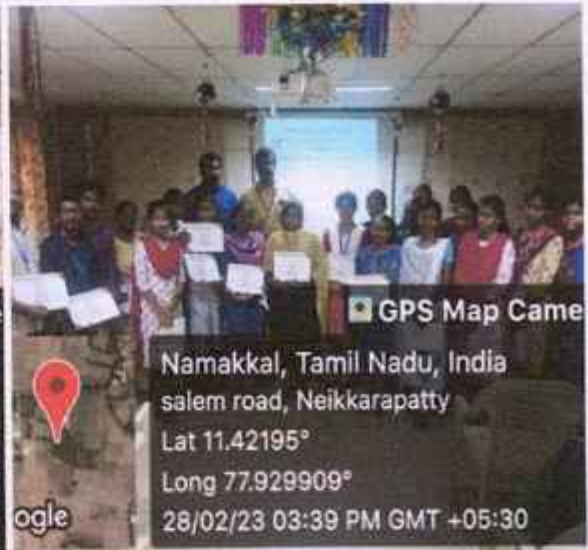 GPS Map Came
Namakkal, Tamil Nadu, India
salem road, Neikkarapatty
Lat 11.42195°
Long 77.929909°
28/02/23 03:39 PM GMT +05:30
ogle